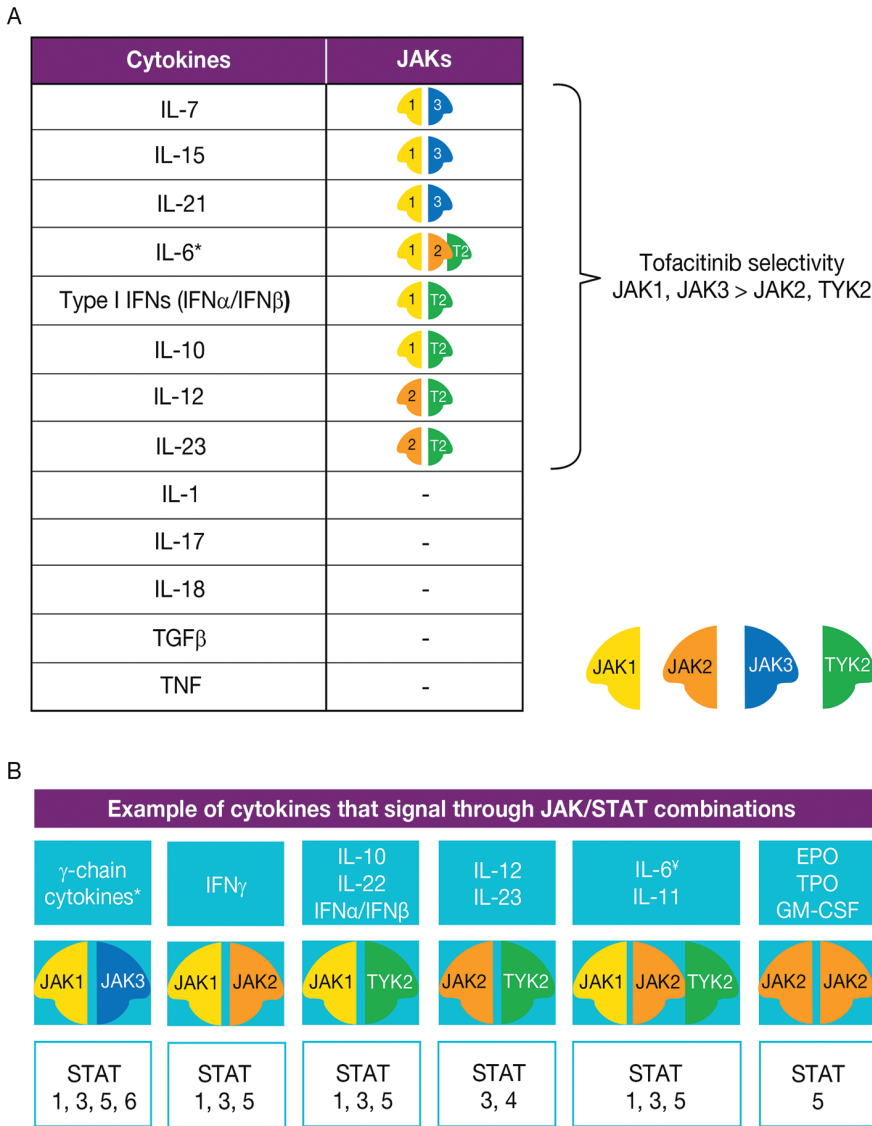 A
Cytokines JAKs
IL-7 1 3
IL-15 1 3
IL-21 1 3
IL-6* 1 2 T2
Type I IFNs (IFNα/IFNβ) 1 T2
IL-10 1 T2
IL-12 2 T2
IL-23 2 T2
IL-1 -
IL-17 -
IL-18 -
TGFβ -
TNF -
Tofacitinib selectivity
JAK1, JAK3 > JAK2, TYK2
JAK1 JAK2 JAK3 TYK2
B
Example of cytokines that signal through JAK/STAT combinations
γ-chain
cytokines*
IFNγ
IL-10
IL-22
IFNα/IFNβ
IL-12
IL-23
IL-6¥
IL-11
EPO
TPO
GM-CSF
JAK1 JAK3 JAK1 JAK2 JAK1 TYK2 JAK2 TYK2 JAK1 JAK2 TYK2 JAK2 JAK2
STAT
1, 3, 5, 6
STAT
1, 3, 5
STAT
1, 3, 5
STAT
3, 4
STAT
1, 3, 5
STAT
5